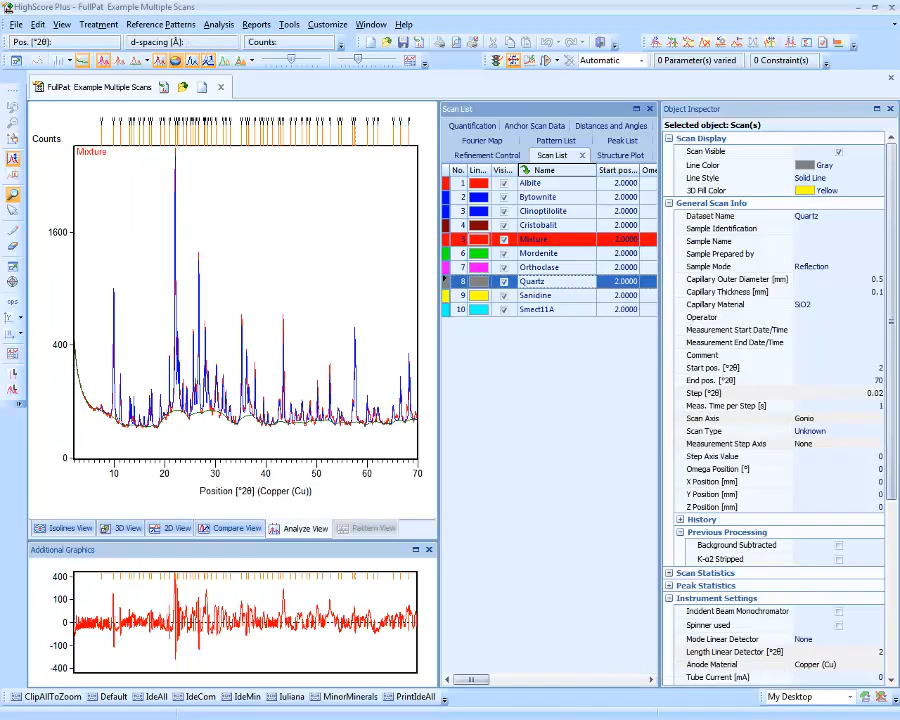 HighScore Plus - FullPat Example Multiple Scans
File Edit View Treatment Reference Patterns Analysis Reports Tools Customize Window Help
Pos. [°2θ]: d-spacing [Å]: Counts:
Automatic 0 Parameter(s) varied 0 Constraint(s)
FullPat Example Multiple Scans
Counts
Mixture
1600
400
0
10 20 30 40 50 60 70
Position [°2θ] (Copper (Cu))
Isolines View 3D View 2D View Compare View Analyze View Pattern View
Additional Graphics
400
200
0
-200
-400
Scan List
Quantification Anchor Scan Data Distances and Angles
Fourier Map Pattern List Peak List
Refinement Control Scan List Structure Plot
No. Lin... Visi... Name Start pos... Ome
1 Albite 2.0000
2 Bytownite 2.0000
3 Clinoptilolite 2.0000
4 Cristobalit 2.0000
5 Mixture 2.0000
6 Mordenite 2.0000
7 Orthoclase 2.0000
8 Quartz 2.0000
9 Sanidine 2.0000
10 Smect11A 2.0000
Object Inspector
Selected object: Scan(s)
Scan Display
Scan Visible
Line Color Gray
Line Style Solid Line
3D Fill Color Yellow
General Scan Info
Dataset Name Quartz
Sample Identification
Sample Name
Sample Prepared by
Sample Mode Reflection
Capillary Outer Diameter [mm] 0.5
Capillary Thickness [mm] 0.1
Capillary Material SiO2
Operator
Measurement Start Date/Time
Measurement End Date/Time
Comment
Start pos. [°2θ] 2
End pos. [°2θ] 70
Step [°2θ] 0.02
Meas. Time per Step [s] 1
Scan Axis Gonio
Scan Type Unknown
Measurement Step Axis None
Step Axis Value 0
Omega Position [°] 0
X Position [mm] 0
Y Position [mm] 0
Z Position [mm] 0
History
Previous Processing
Background Subtracted
K-α2 Stripped
Scan Statistics
Peak Statistics
Instrument Settings
Incident Beam Monochromator
Spinner used
Mode Linear Detector None
Length Linear Detector [°2θ] 2
Anode Material Copper (Cu)
Tube Current [mA] 0
ClipAllToZoom Default IdeAll IdeCom IdeMin Iuliana MinorMinerals PrintIdeAll
My Desktop